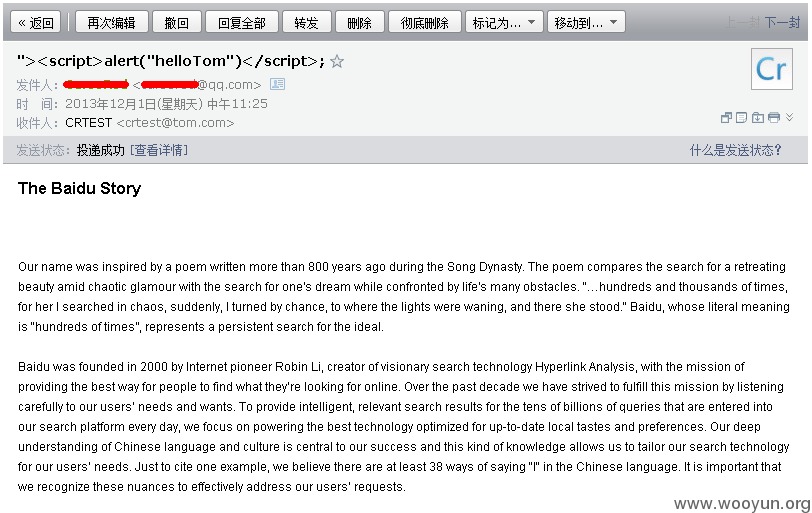 « 返回 再次编辑 撤回 回复全部 转发 删除 彻底删除 标记为... 移动到... 上一封 下一封
"><script>alert("helloTom")</script>; ☆
Cr
发件人： < @qq.com>
时 间：2013年12月1日(星期天) 中午11:25
收件人：CRTEST <crtest@tom.com>
发送状态：投递成功 [查看详情] 什么是发送状态？
The Baidu Story
Our name was inspired by a poem written more than 800 years ago during the Song Dynasty. The poem compares the search for a retreating
beauty amid chaotic glamour with the search for one's dream while confronted by life's many obstacles. "…hundreds and thousands of times,
for her I searched in chaos, suddenly, I turned by chance, to where the lights were waning, and there she stood." Baidu, whose literal meaning
is "hundreds of times", represents a persistent search for the ideal.
Baidu was founded in 2000 by Internet pioneer Robin Li, creator of visionary search technology Hyperlink Analysis, with the mission of
providing the best way for people to find what they're looking for online. Over the past decade we have strived to fulfill this mission by listening
carefully to our users' needs and wants. To provide intelligent, relevant search results for the tens of billions of queries that are entered into
our search platform every day, we focus on powering the best technology optimized for up-to-date local tastes and preferences. Our deep
understanding of Chinese language and culture is central to our success and this kind of knowledge allows us to tailor our search technology
for our users' needs. Just to cite one example, we believe there are at least 38 ways of saying "I" in the Chinese language. It is important that
we recognize these nuances to effectively address our users' requests.
www.wooyun.org